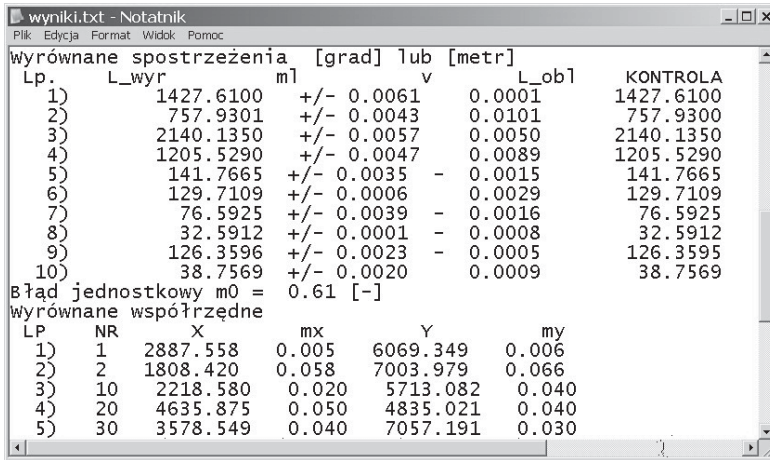 wyniki.txt - Notatnik
Plik Edycja Format Widok Pomoc
Wyrównane spostrzeżenia [grad] lub [metr]
Lp. L_wyr ml v L_obl KONTROLA
1) 1427.6100 +/- 0.0061 0.0001 1427.6100
2) 757.9301 +/- 0.0043 0.0101 757.9300
3) 2140.1350 +/- 0.0057 0.0050 2140.1350
4) 1205.5290 +/- 0.0047 0.0089 1205.5290
5) 141.7665 +/- 0.0035 - 0.0015 141.7665
6) 129.7109 +/- 0.0006 0.0029 129.7109
7) 76.5925 +/- 0.0039 - 0.0016 76.5925
8) 32.5912 +/- 0.0001 - 0.0008 32.5912
9) 126.3596 +/- 0.0023 - 0.0005 126.3595
10) 38.7569 +/- 0.0020 0.0009 38.7569
Błąd jednostkowy m0 = 0.61 [-]
Wyrównane współrzędne
LP NR X mx Y my
1) 1 2887.558 0.005 6069.349 0.006
2) 2 1808.420 0.058 7003.979 0.066
3) 10 2218.580 0.020 5713.082 0.040
4) 20 4635.875 0.050 4835.021 0.040
5) 30 3578.549 0.040 7057.191 0.030